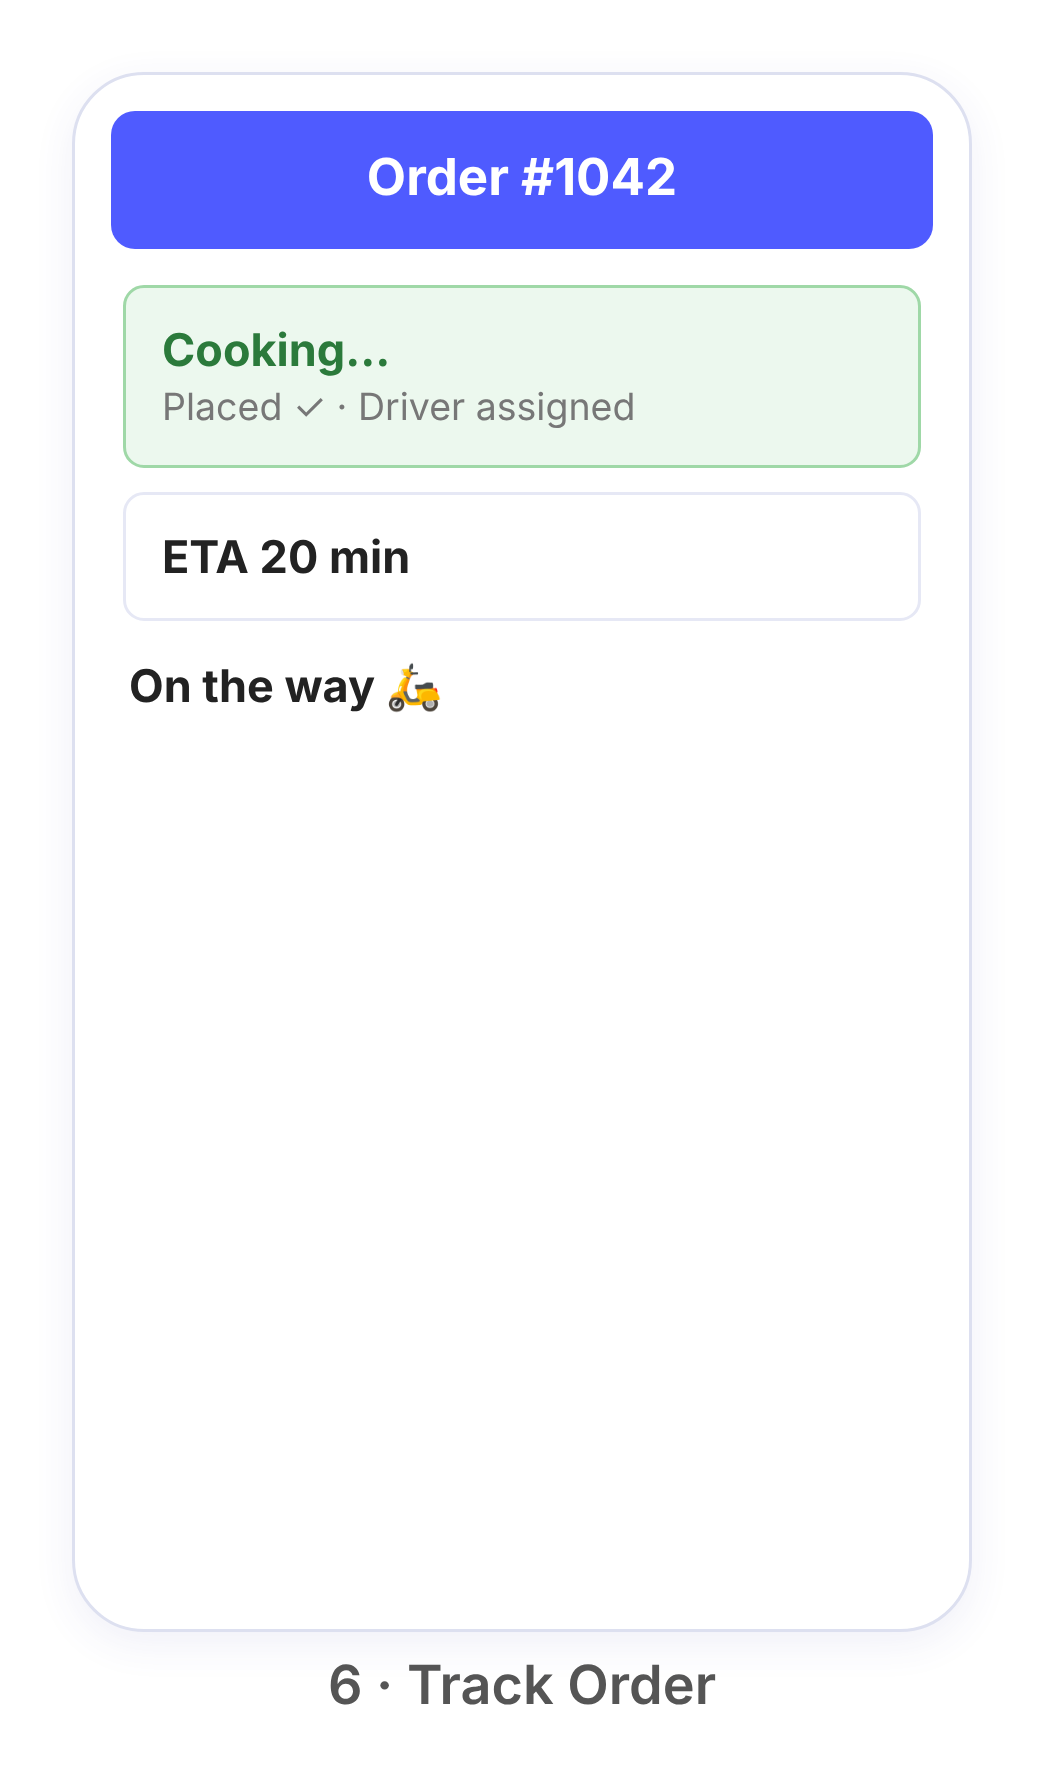 Order #1042
Cooking…
Placed ✓ · Driver assigned
ETA 20 min
On the way 🛵
6 · Track Order